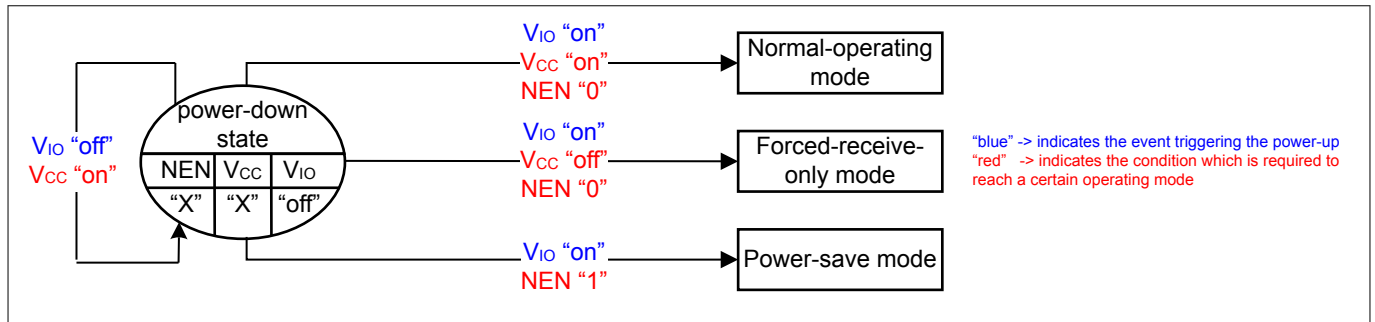 VIO “on”
VCC “on”
NEN “0”
Normal-operating
mode
power-down
state
NEN VCC VIO
“X” “X” “off”
VIO “off”
VCC “on”
VIO “on”
VCC “off”
NEN “0”
Forced-receive-
only mode
“blue” -> indicates the event triggering the power-up
“red” -> indicates the condition which is required to
reach a certain operating mode
VIO “on”
NEN “1”
Power-save mode